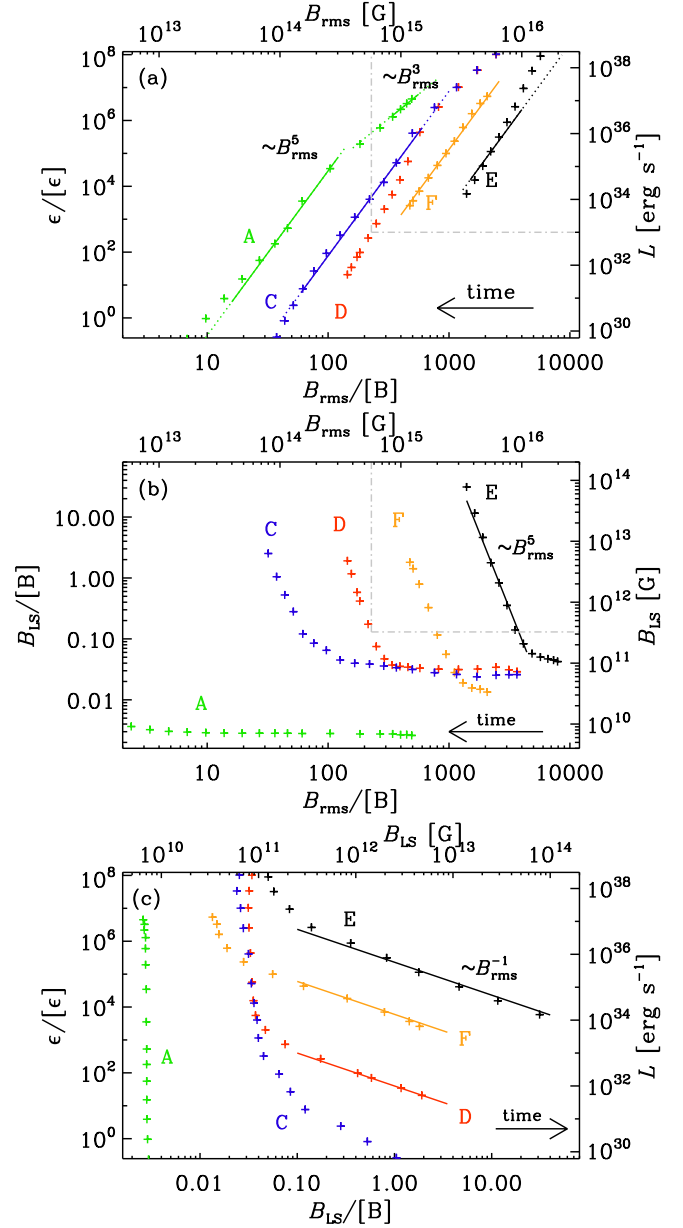 B_rms [G]
10^13 10^14 10^15 10^16
10^8 10^6 10^4 10^2 10^0
ϵ/[ϵ]
(a)
~B_rms^5
~B_rms^3
A
C
D
F
E
time
10^38 10^36 10^34 10^32 10^30
L [erg s^−1]
10 100 1000 10000
B_rms/[B]
B_rms [G]
10^13 10^14 10^15 10^16
10.00 1.00 0.10 0.01
B_LS/[B]
(b)
C
D
F
E
~B_rms^5
A
time
10^14 10^13 10^12 10^11 10^10
B_LS [G]
10 100 1000 10000
B_rms/[B]
B_LS [G]
10^10 10^11 10^12 10^13 10^14
10^8 10^6 10^4 10^2 10^0
ϵ/[ϵ]
(c)
E
~B_rms^−1
F
A
D
C
time
10^38 10^36 10^34 10^32 10^30
L [erg s^−1]
0.01 0.10 1.00 10.00
B_LS/[B]